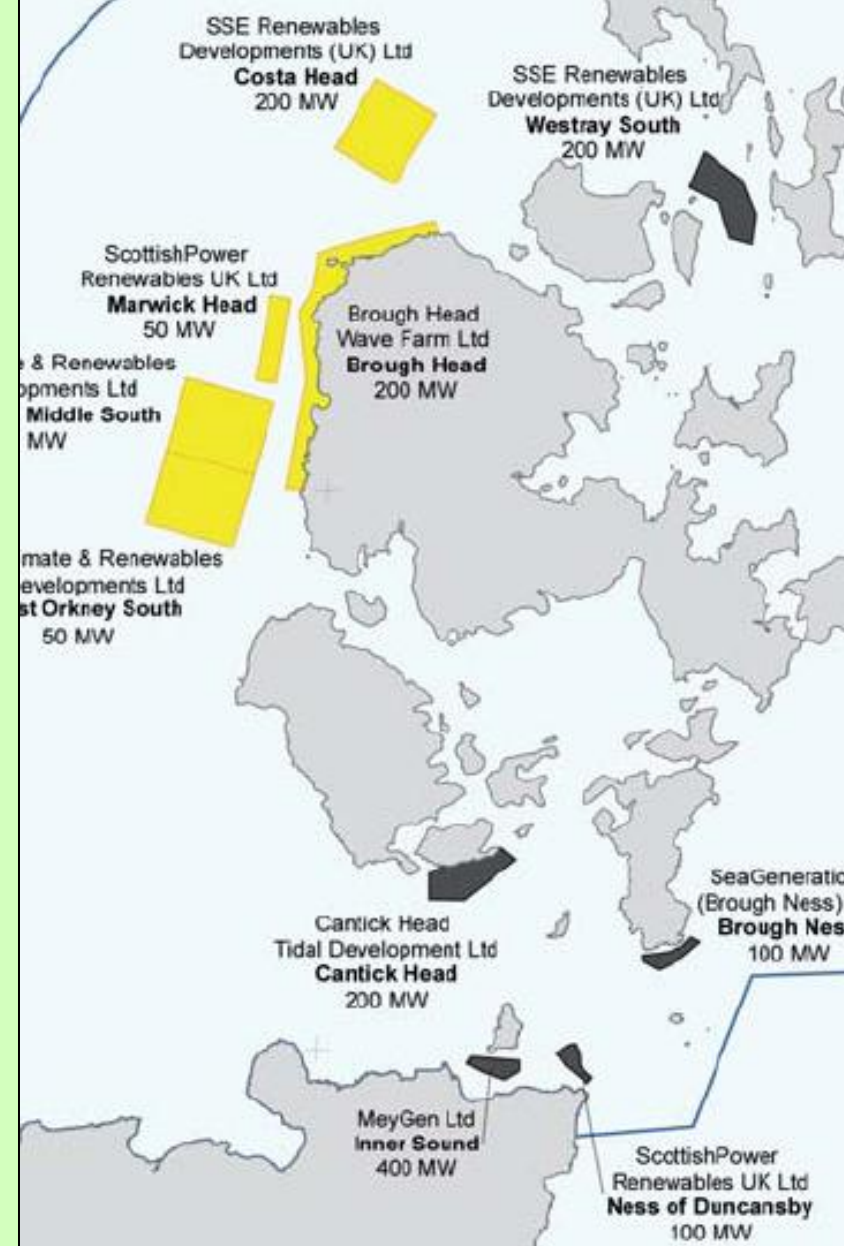 SSE Renewables
Developments (UK) Ltd
Costa Head
200 MW
SSE Renewables
Developments (UK) Ltd
Westray South
200 MW
ScottishPower
Renewables UK Ltd
Marwick Head
50 MW
Brough Head
Wave Farm Ltd
Brough Head
200 MW
& Renewables
opments Ltd
Middle South
MW
mate & Renewables
evelopments Ltd
st Orkney South
50 MW
SeaGeneratio
(Brough Ness)
Brough Nes
100 MW
Cantick Head
Tidal Development Ltd
Cantick Head
200 MW
MeyGen Ltd
Inner Sound
400 MW
ScottishPower
Renewables UK Ltd
Ness of Duncansby
100 MW